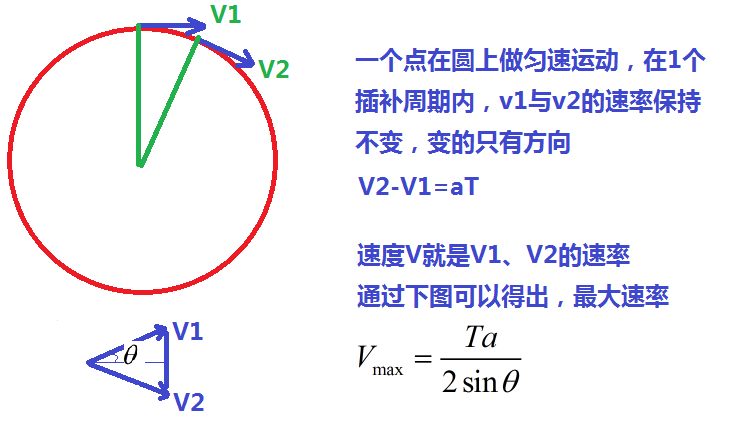 V1
V2
一个点在圆上做匀速运动，在1个
插补周期内，v1与v2的速率保持
不变，变的只有方向
V2-V1=aT
速度V就是V1、V2的速率
通过下图可以得出，最大速率
V1
θ
V2
Vmax = Ta / 2 sin θ